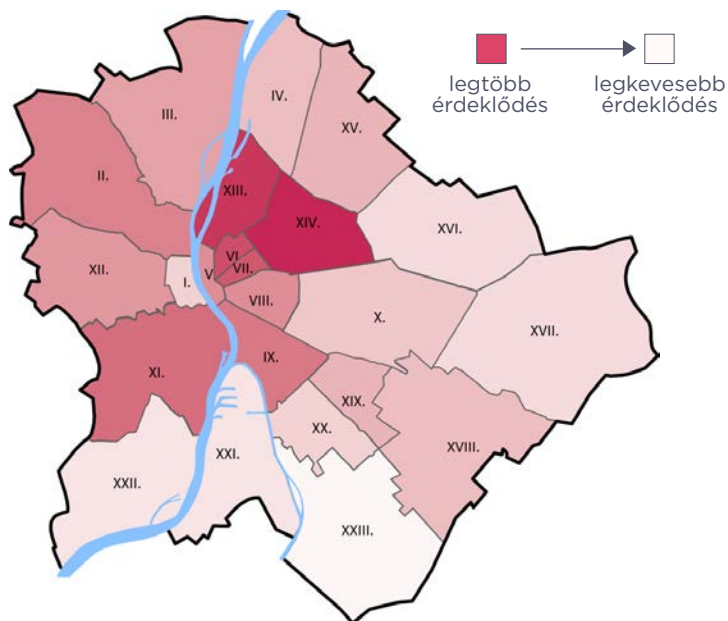 legtöbb
érdeklődés
legkevesebb
érdeklődés
III.
IV.
XV.
II.
XIII.
XIV.
XVI.
XII.
I.
V.
VI.
VII.
VIII.
X.
XVII.
XI.
IX.
XIX.
XX.
XVIII.
XXII.
XXI.
XXIII.